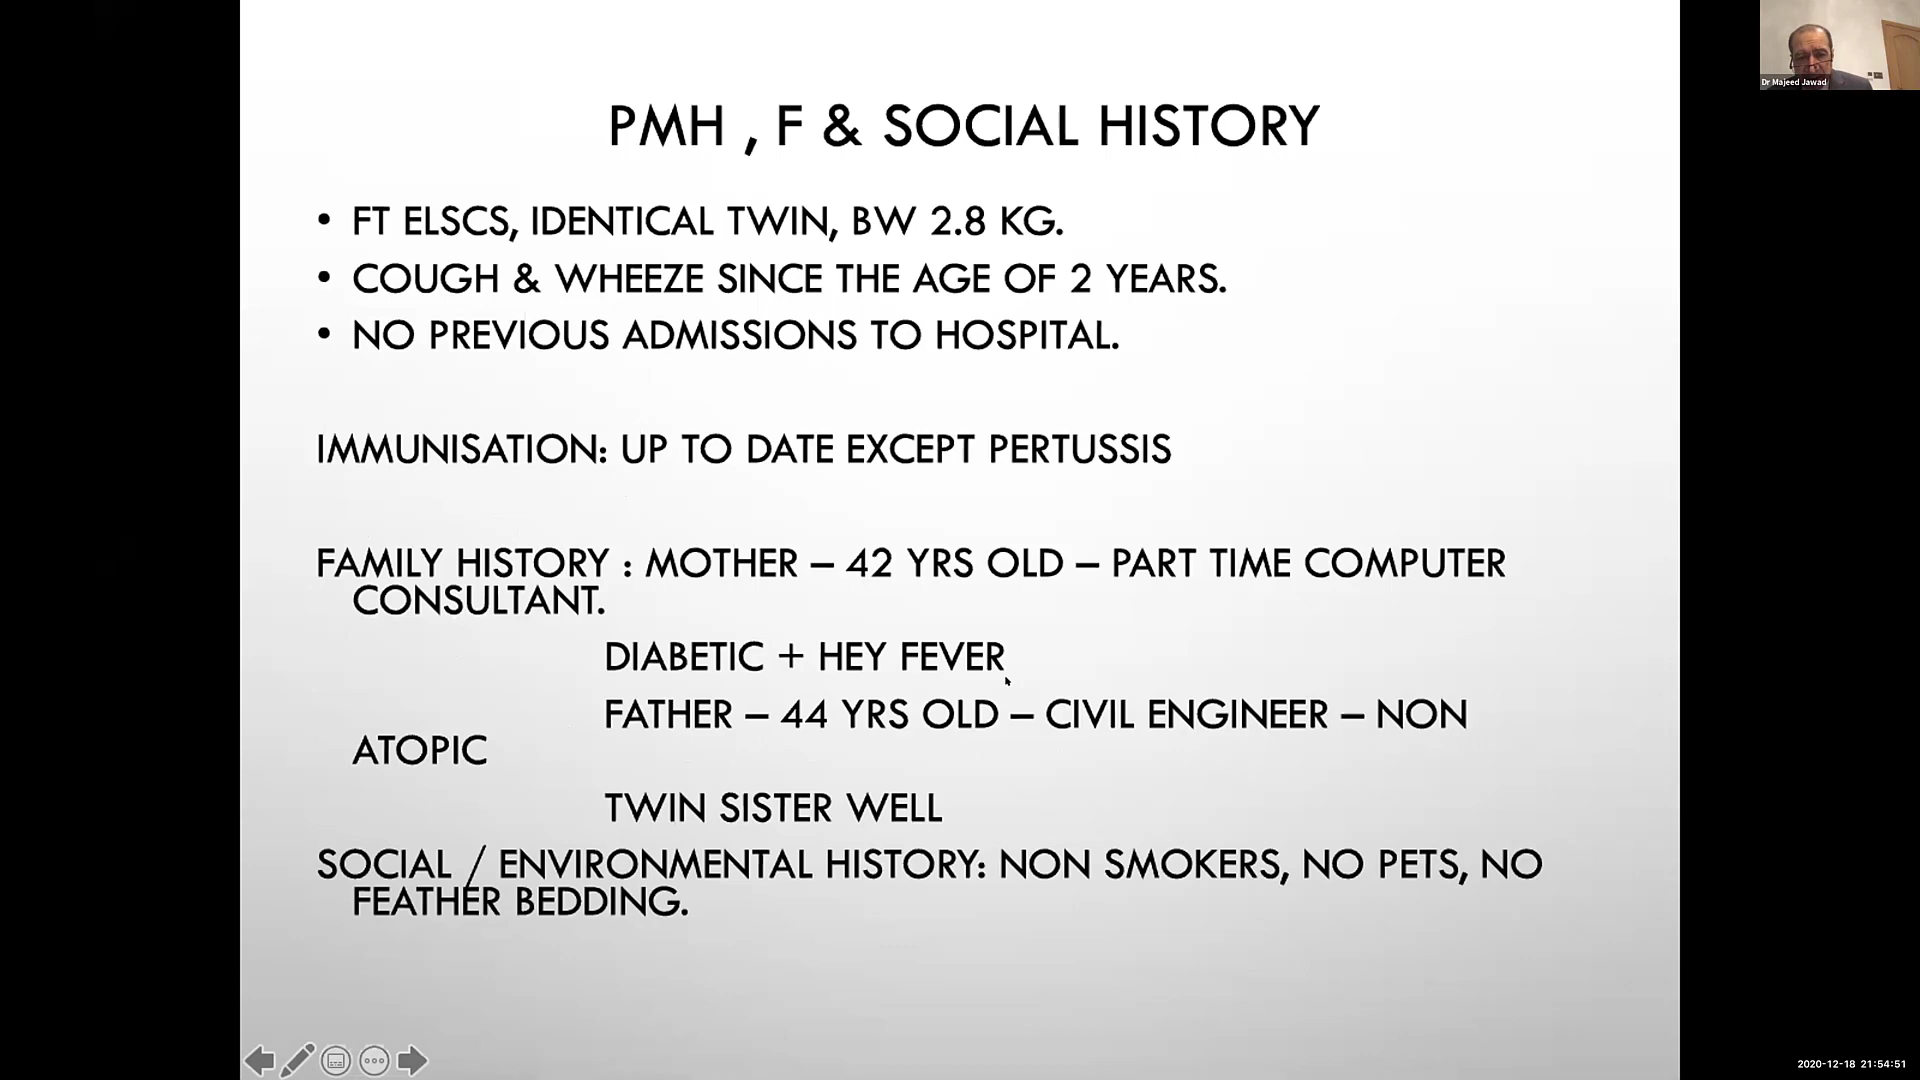 PMH , F & SOCIAL HISTORY
• FT ELSCS, IDENTICAL TWIN, BW 2.8 KG.
• COUGH & WHEEZE SINCE THE AGE OF 2 YEARS.
• NO PREVIOUS ADMISSIONS TO HOSPITAL.
IMMUNISATION: UP TO DATE EXCEPT PERTUSSIS
FAMILY HISTORY : MOTHER – 42 YRS OLD – PART TIME COMPUTER
CONSULTANT.
DIABETIC + HEY FEVER
FATHER – 44 YRS OLD – CIVIL ENGINEER – NON
ATOPIC
TWIN SISTER WELL
SOCIAL / ENVIRONMENTAL HISTORY: NON SMOKERS, NO PETS, NO
FEATHER BEDDING.
Dr Majeed Jawad
2020-12-18 21:54:51